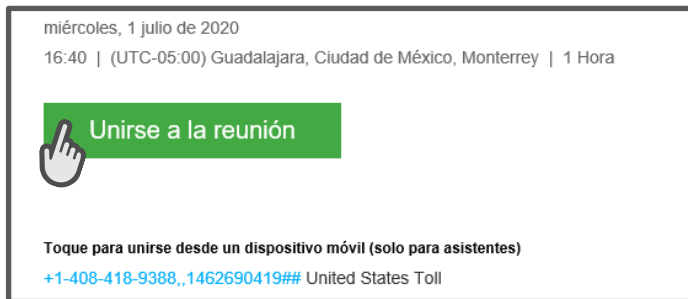 miércoles, 1 julio de 2020
16:40 | (UTC-05:00) Guadalajara, Ciudad de México, Monterrey | 1 Hora
Unirse a la reunión
Toque para unirse desde un dispositivo móvil (solo para asistentes)
+1-408-418-9388,,1462690419## United States Toll